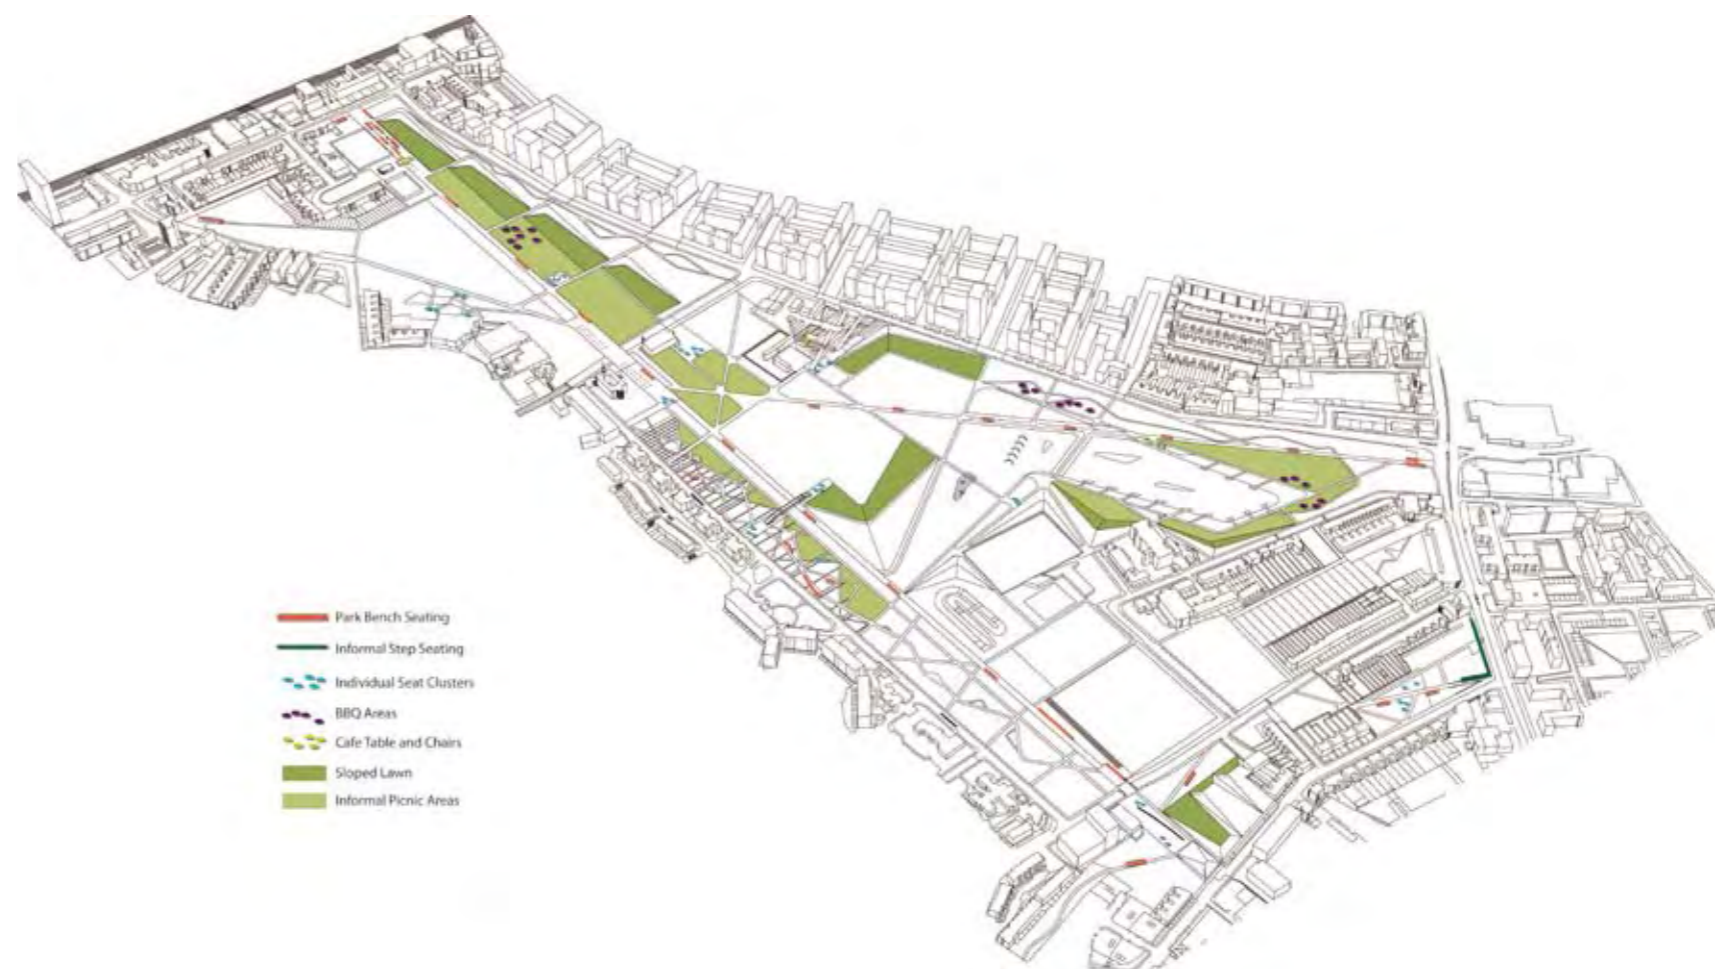 Park Bench Seating
Informal Step Seating
Individual Seat Clusters
BBQ Areas
Cafe Table and Chairs
Sloped Lawn
Informal Picnic Areas